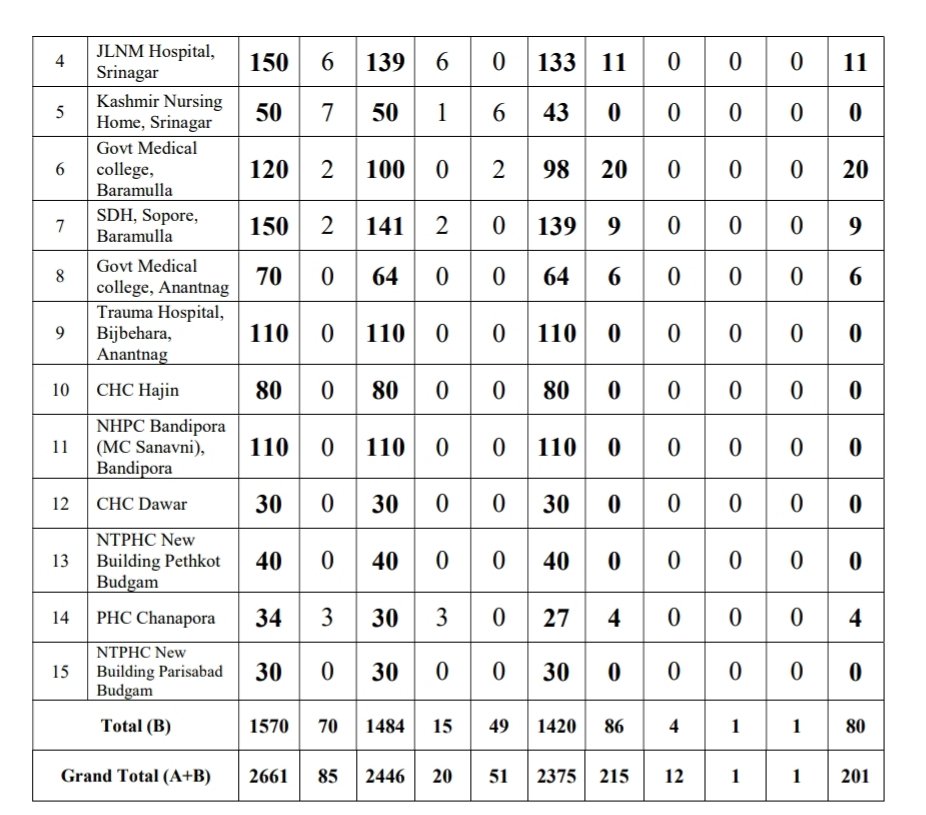 4 JLNM Hospital, Srinagar 150 6 139 6 0 133 11 0 0 0 11
5 Kashmir Nursing Home, Srinagar 50 7 50 1 6 43 0 0 0 0 0
6 Govt Medical college, Baramulla 120 2 100 0 2 98 20 0 0 0 20
7 SDH, Sopore, Baramulla 150 2 141 2 0 139 9 0 0 0 9
8 Govt Medical college, Anantnag 70 0 64 0 0 64 6 0 0 0 6
9 Trauma Hospital, Bijbehara, Anantnag 110 0 110 0 0 110 0 0 0 0 0
10 CHC Hajin 80 0 80 0 0 80 0 0 0 0 0
11 NHPC Bandipora (MC Sanavni), Bandipora 110 0 110 0 0 110 0 0 0 0 0
12 CHC Dawar 30 0 30 0 0 30 0 0 0 0 0
13 NTPHC New Building Pethkot Budgam 40 0 40 0 0 40 0 0 0 0 0
14 PHC Chanapora 34 3 30 3 0 27 4 0 0 0 4
15 NTPHC New Building Parisabad Budgam 30 0 30 0 0 30 0 0 0 0 0
Total (B) 1570 70 1484 15 49 1420 86 4 1 1 80
Grand Total (A+B) 2661 85 2446 20 51 2375 215 12 1 1 201